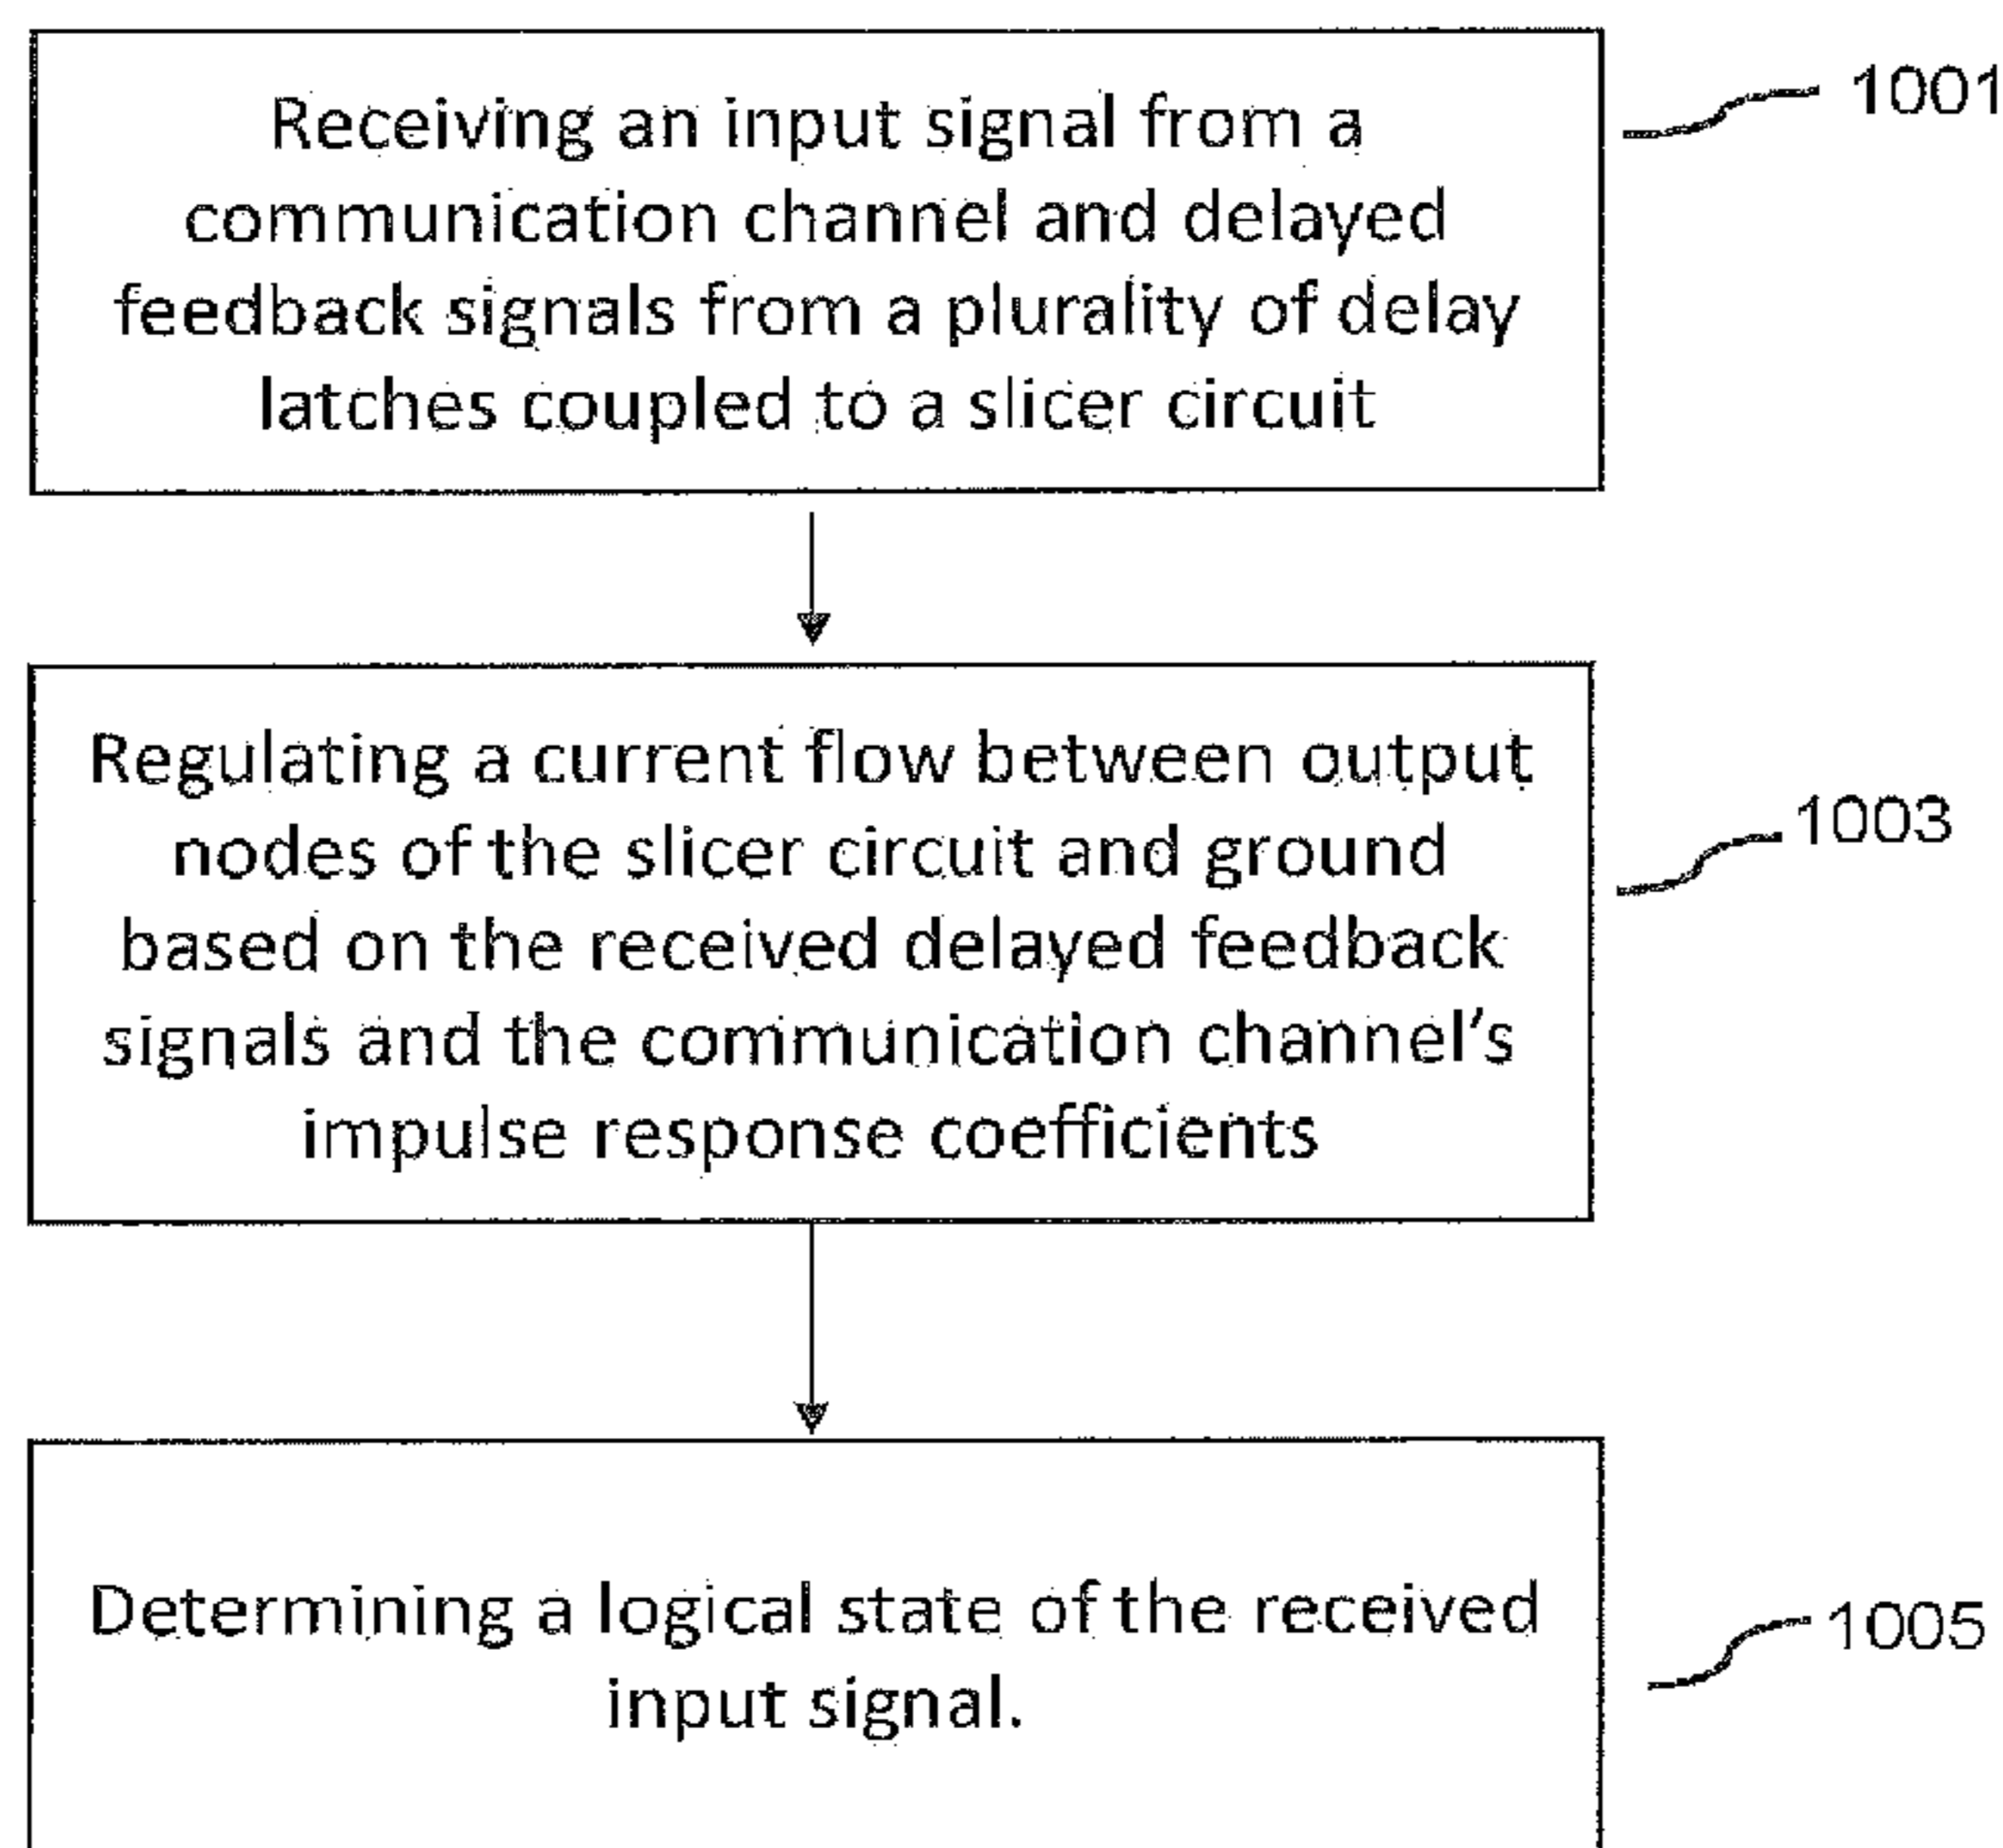 Receiving an input signal from a
communication channel and delayed
feedback signals from a plurality of delay
latches coupled to a slicer circuit
1001
Regulating a current flow between output
nodes of the slicer circuit and ground
based on the received delayed feedback
signals and the communication channel's
impulse response coefficients
1003
Determining a logical state of the received
input signal.
1005